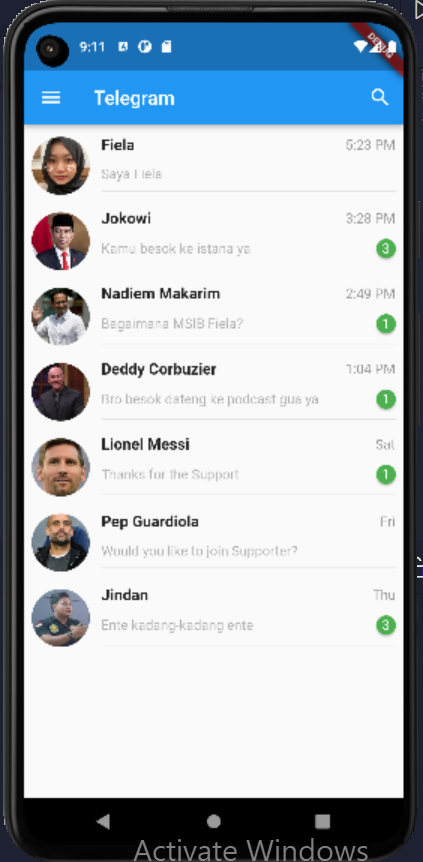 9:11
DEBUG
Telegram
Fiela
5:23 PM
Saya Fiela
Jokowi
3:28 PM
Kamu besok ke istana ya
3
Nadiem Makarim
2:49 PM
Bagaimana MSIB Fiela?
1
Deddy Corbuzier
1:04 PM
Bro besok dateng ke podcast gua ya
1
Lionel Messi
Sat
Thanks for the Support
1
Pep Guardiola
Fri
Would you like to join Supporter?
Jindan
Thu
Ente kadang-kadang ente
3
Activate Windows